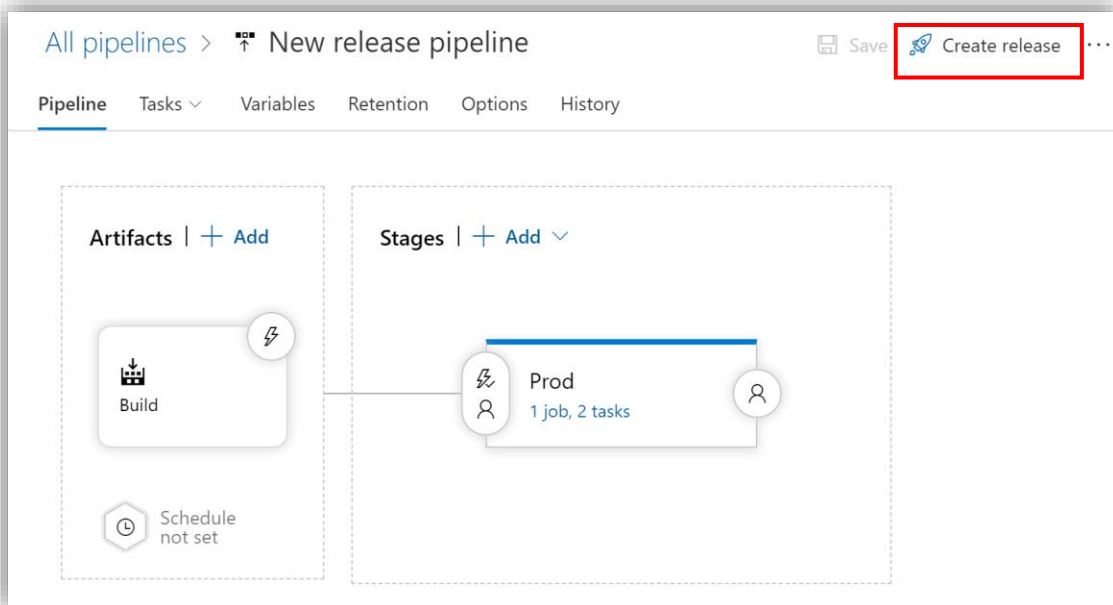 All pipelines > New release pipeline
Save
Create release
...
Pipeline
Tasks
Variables
Retention
Options
History
Artifacts | + Add
Stages | + Add
Build
Prod
1 job, 2 tasks
Schedule
not set